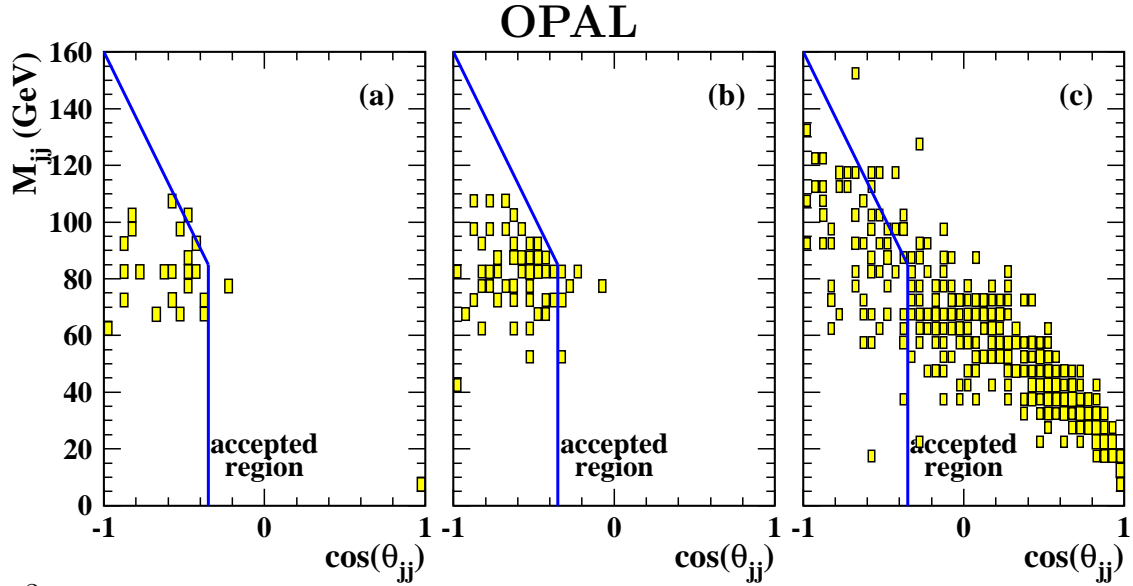 OPAL
M_jj (GeV)
160
140
120
100
80
60
40
20
0
(a)
(b)
(c)
accepted
region
accepted
region
accepted
region
-1
0
1
-1
0
1
-1
0
1
cos(θ_jj)
cos(θ_jj)
cos(θ_jj)